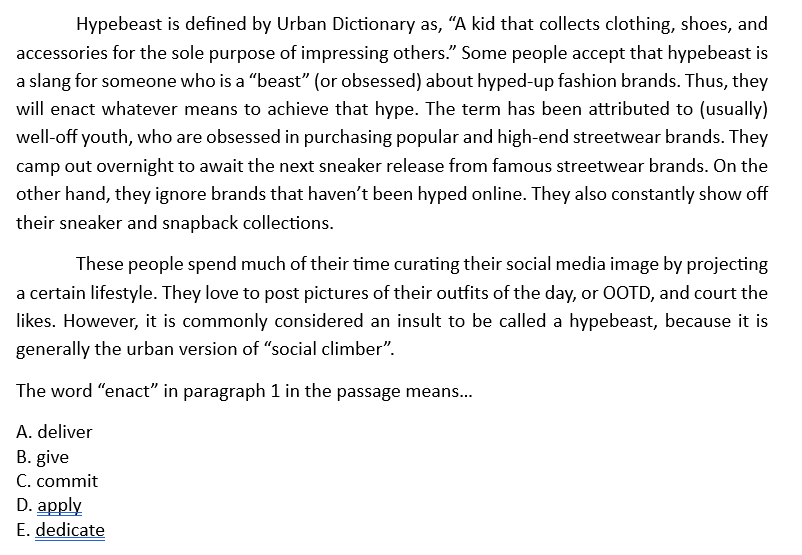 Hypebeast is defined by Urban Dictionary as, “A kid that collects clothing, shoes, and
accessories for the sole purpose of impressing others.” Some people accept that hypebeast is
a slang for someone who is a “beast” (or obsessed) about hyped-up fashion brands. Thus, they
will enact whatever means to achieve that hype. The term has been attributed to (usually)
well-off youth, who are obsessed in purchasing popular and high-end streetwear brands. They
camp out overnight to await the next sneaker release from famous streetwear brands. On the
other hand, they ignore brands that haven’t been hyped online. They also constantly show off
their sneaker and snapback collections.
These people spend much of their time curating their social media image by projecting
a certain lifestyle. They love to post pictures of their outfits of the day, or OOTD, and court the
likes. However, it is commonly considered an insult to be called a hypebeast, because it is
generally the urban version of “social climber”.
The word “enact” in paragraph 1 in the passage means...
A. deliver
B. give
C. commit
D. apply
E. dedicate